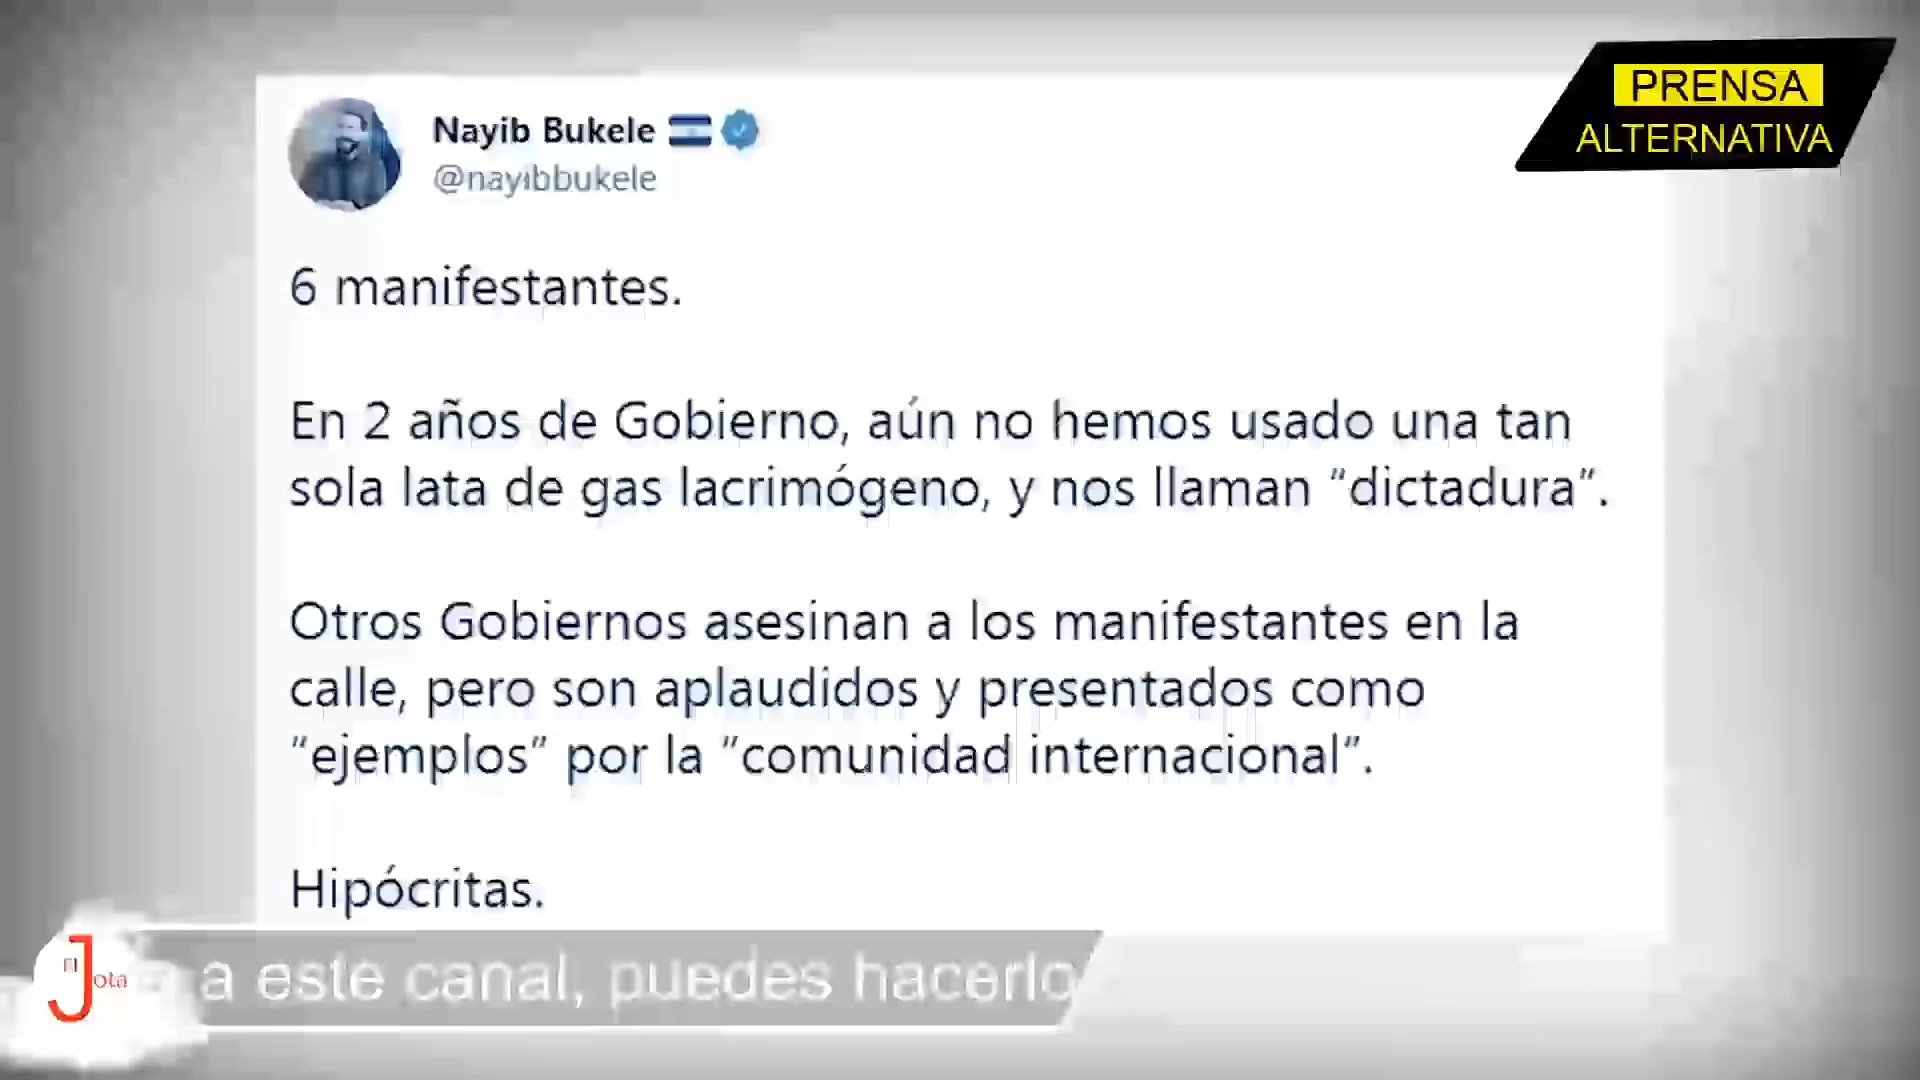 Nayib Bukele
@nayibbukele
PRENSA
ALTERNATIVA
6 manifestantes.
En 2 años de Gobierno, aún no hemos usado una tan
sola lata de gas lacrimógeno, y nos llaman “dictadura”.
Otros Gobiernos asesinan a los manifestantes en la
calle, pero son aplaudidos y presentados como
“ejemplos” por la “comunidad internacional”.
Hipócritas.
El Jota
a este canal, puedes hacerlo